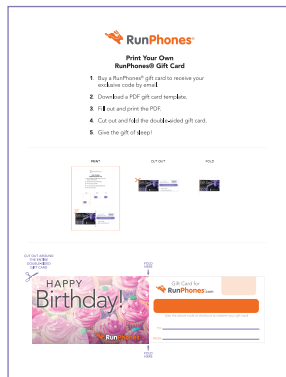 RunPhones®
Print Your Own
RunPhones® Gift Card
1. Buy a RunPhones® gift card to receive your
exclusive code by email.
2. Download a PDF gift card template.
3. Fill out and print the PDF.
4. Cut out and fold the double-sided gift card.
5. Give the gift of sleep!
PRINT
CUT OUT
FOLD
CUT OUT AROUND
THE ENTIRE
DOUBLE-SIDED
GIFT CARD
FOLD
HERE
HAPPY
Birthday!
RunPhones
Gift Card for
RunPhones.com
FOLD
HERE